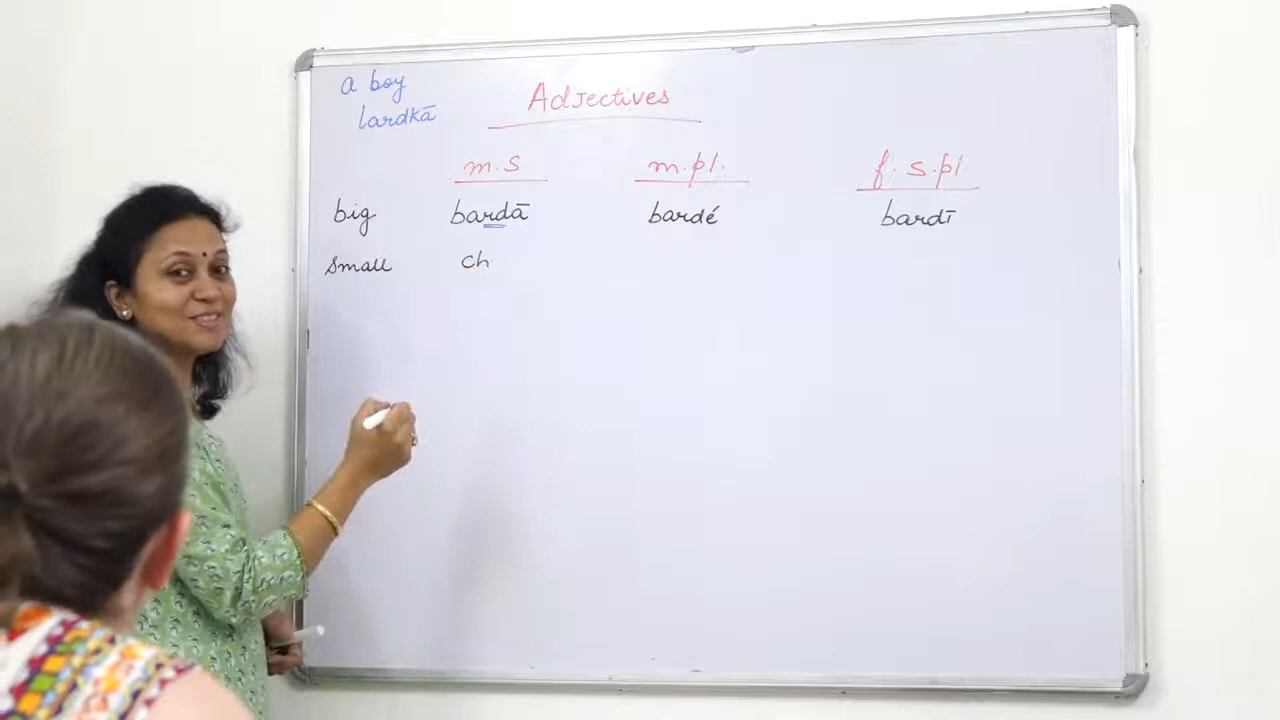 a boy
lardkā
Adjectives
m.s m.pl. f. s.pl.
big bardā bardé bardī
small ch